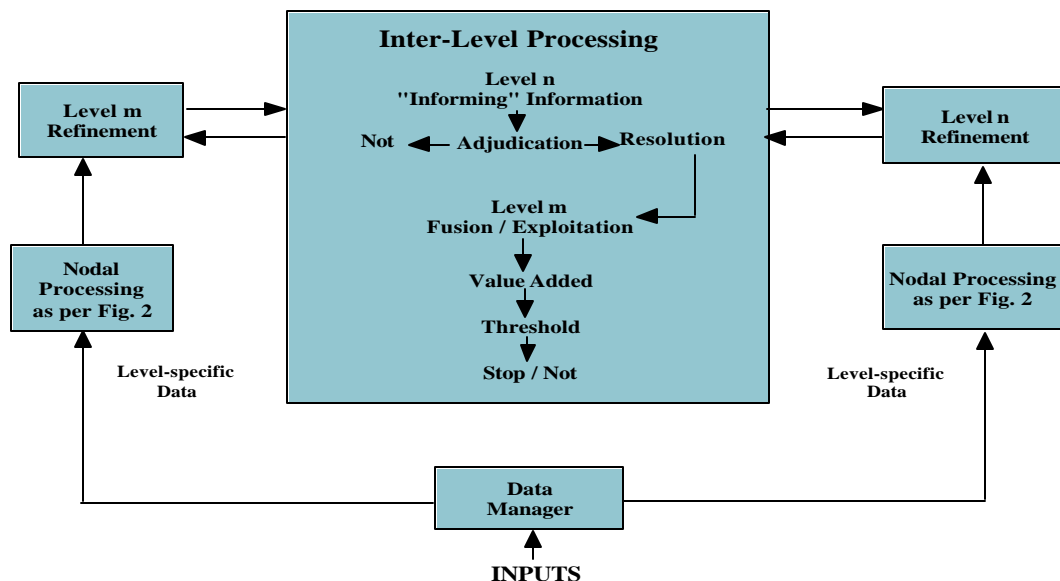 Inter-Level Processing
Level n
"Informing" Information
Not
Adjudication
Resolution
Level m
Fusion / Exploitation
Value Added
Threshold
Stop / Not
Level m
Refinement
Level n
Refinement
Nodal
Processing
as per Fig. 2
Nodal Processing
as per Fig. 2
Level-specific
Data
Level-specific
Data
Data
Manager
INPUTS